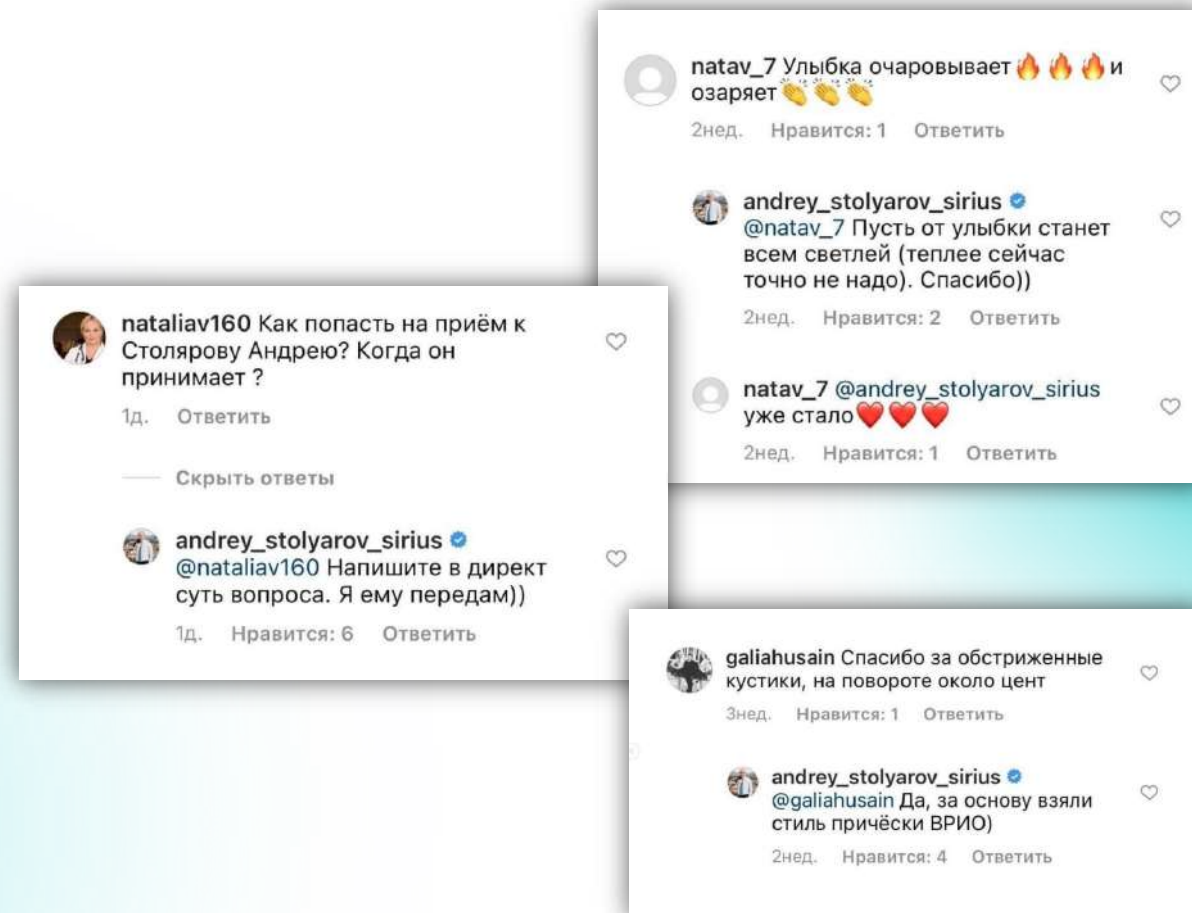 natav_7 Улыбка очаровывает🔥🔥🔥и
озаряет👏👏👏
2нед. Нравится: 1 Ответить
andrey_stolyarov_sirius
@natav_7 Пусть от улыбки станет
всем светлей (теплее сейчас
точно не надо). Спасибо))
2нед. Нравится: 2 Ответить
natav_7 @andrey_stolyarov_sirius
уже стало❤️❤️❤️
2нед. Нравится: 1 Ответить
nataliav160 Как попасть на приём к
Столярову Андрею? Когда он
принимает ?
1д. Ответить
Скрыть ответы
andrey_stolyarov_sirius
@nataliav160 Напишите в директ
суть вопроса. Я ему передам))
1д. Нравится: 6 Ответить
galiahusain Спасибо за обстриженные
кустики, на повороте около цент
3нед. Нравится: 1 Ответить
andrey_stolyarov_sirius
@galiahusain Да, за основу взяли
стиль причёски ВРИО)
2нед. Нравится: 4 Ответить